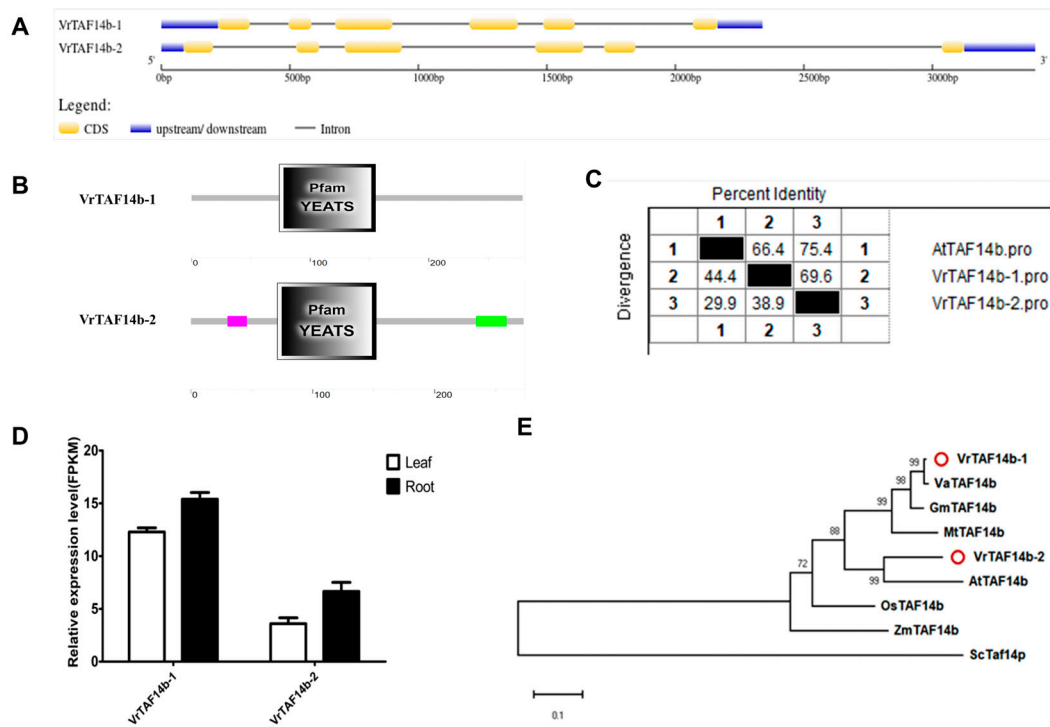 A
VrTAF14b-1
VrTAF14b-2
5' 3'
0bp 500bp 1000bp 1500bp 2000bp 2500bp 3000bp
Legend:
CDS upstream/ downstream Intron
B
VrTAF14b-1
Pfam
YEATS
0 100 200
VrTAF14b-2
Pfam
YEATS
0 100 200
C
Percent Identity
Divergence
1 2 3
1 66.4 75.4 1 AtTAF14b.pro
2 44.4 69.6 2 VrTAF14b-1.pro
3 29.9 38.9 3 VrTAF14b-2.pro
1 2 3
D
Relative expression level(FPKM)
20
15
10
5
0
Leaf
Root
VrTAF14b-1
VrTAF14b-2
E
99 VrTAF14b-1
98 VaTAF14b
99 GmTAF14b
88 MtTAF14b
VrTAF14b-2
72 99 AtTAF14b
OsTAF14b
ZmTAF14b
ScTaf14p
0.1